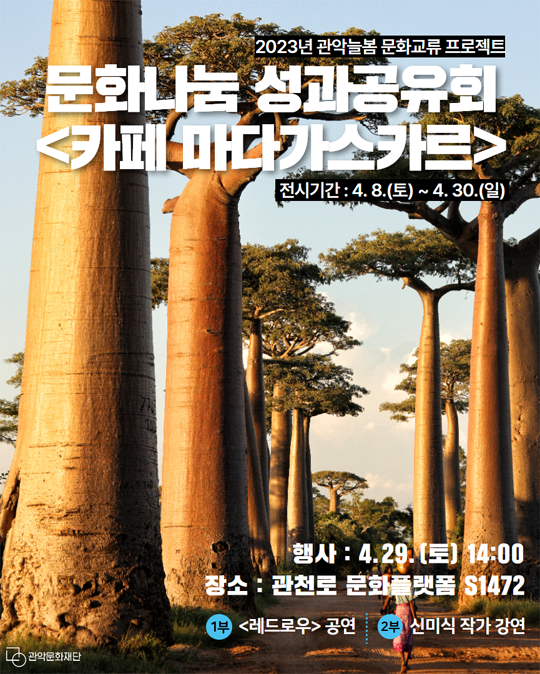 2023년 관악늘봄 문화교류 프로젝트
문화나눔 성과공유회
<카페 마다가스카르>
전시기간 : 4. 8.(토) ~ 4. 30.(일)
행사 : 4. 29. (토) 14:00
장소 : 관천로 문화플랫폼 S1472
1부 <레드로우> 공연 2부 신미식 작가 강연
관악문화재단